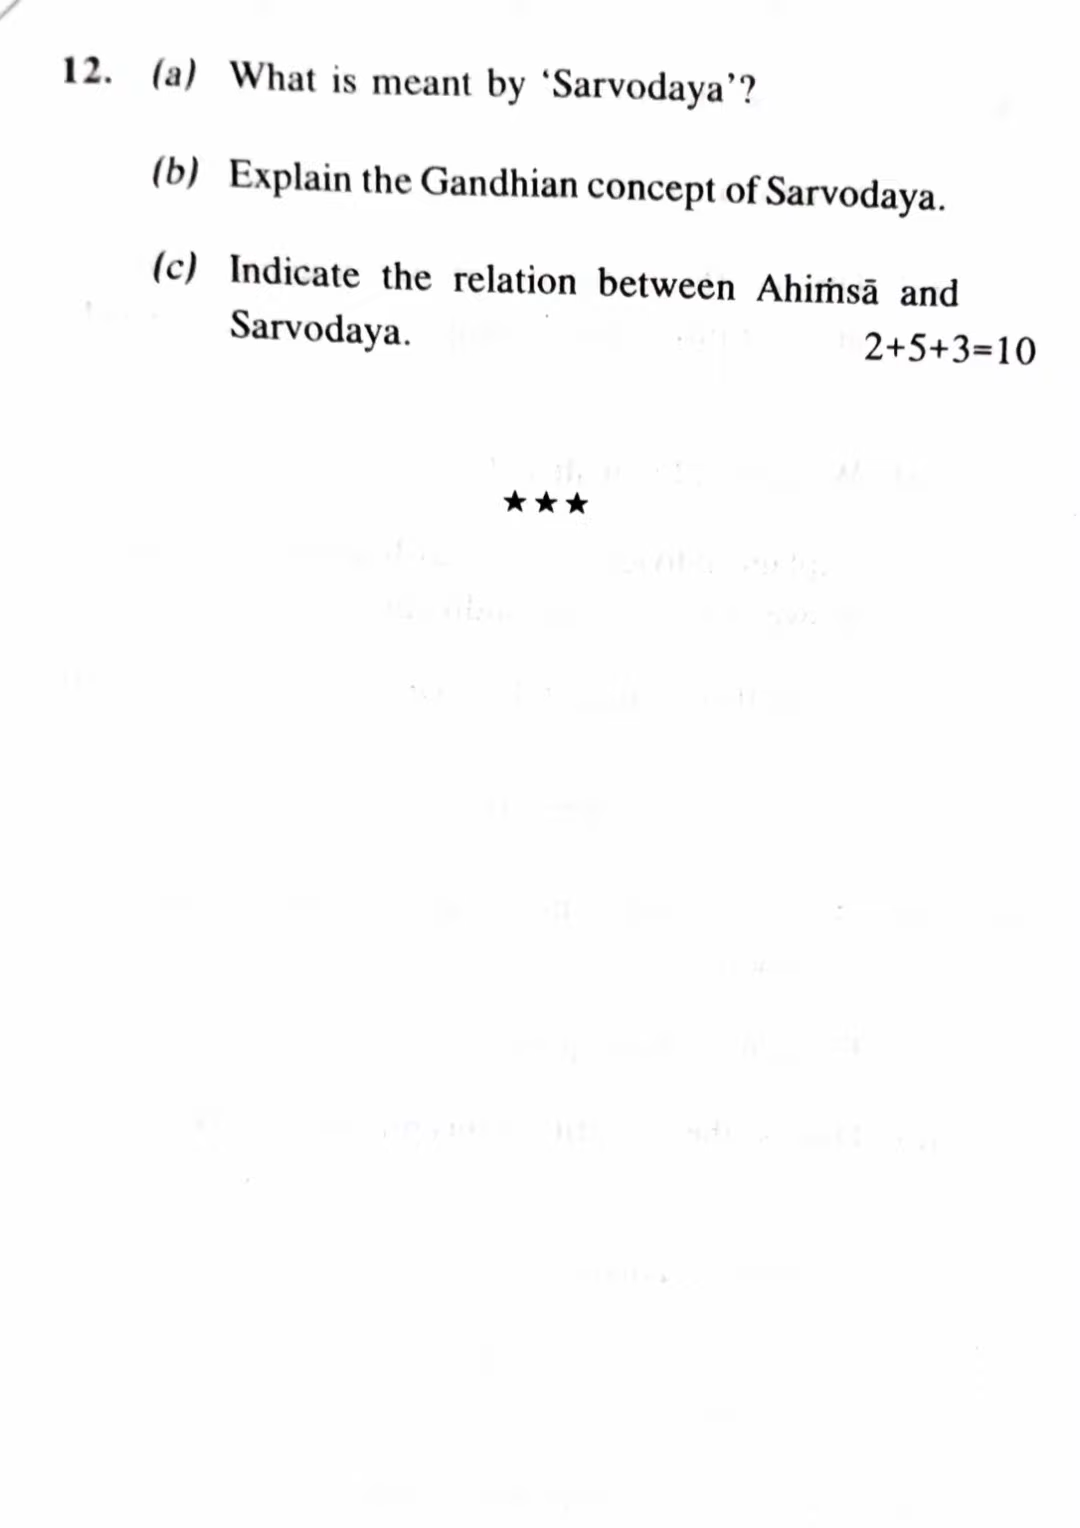 12. (a) What is meant by ‘Sarvodaya’?
(b) Explain the Gandhian concept of Sarvodaya.
(c) Indicate the relation between Ahiṁsā and
Sarvodaya. 2+5+3=10
★★★